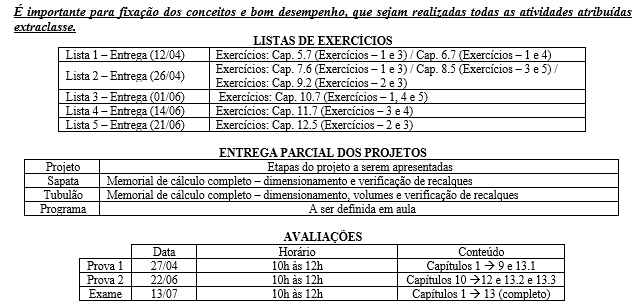 É importante para fixação dos conceitos e bom desempenho, que sejam realizadas todas as atividades atribuídas
extraclasse.
LISTAS DE EXERCÍCIOS
Lista 1 – Entrega (12/04) Exercícios: Cap. 5.7 (Exercícios – 1 e 3) / Cap. 6.7 (Exercícios – 1 e 4)
Lista 2 – Entrega (26/04) Exercícios: Cap. 7.6 (Exercícios – 1 e 3) / Cap. 8.5 (Exercícios – 3 e 5) /
Cap. 9.2 (Exercícios – 2 e 3)
Lista 3 – Entrega (01/06) Exercícios: Cap. 10.7 (Exercícios – 1, 4 e 5)
Lista 4 – Entrega (14/06) Exercícios: Cap. 11.7 (Exercícios – 3 e 4)
Lista 5 – Entrega (21/06) Exercícios: Cap. 12.5 (Exercícios – 2 e 3)
ENTREGA PARCIAL DOS PROJETOS
Projeto Etapas do projeto a serem apresentadas
Sapata Memorial de cálculo completo – dimensionamento e verificação de recalques
Tubulão Memorial de cálculo completo – dimensionamento, volumes e verificação de recalques
Programa A ser definida em aula
AVALIAÇÕES
Data Horário Conteúdo
Prova 1 27/04 10h às 12h Capítulos 1 → 9 e 13.1
Prova 2 22/06 10h às 12h Capítulos 10 →12 e 13.2 e 13.3
Exame 13/07 10h às 12h Capítulos 1 → 13 (completo)